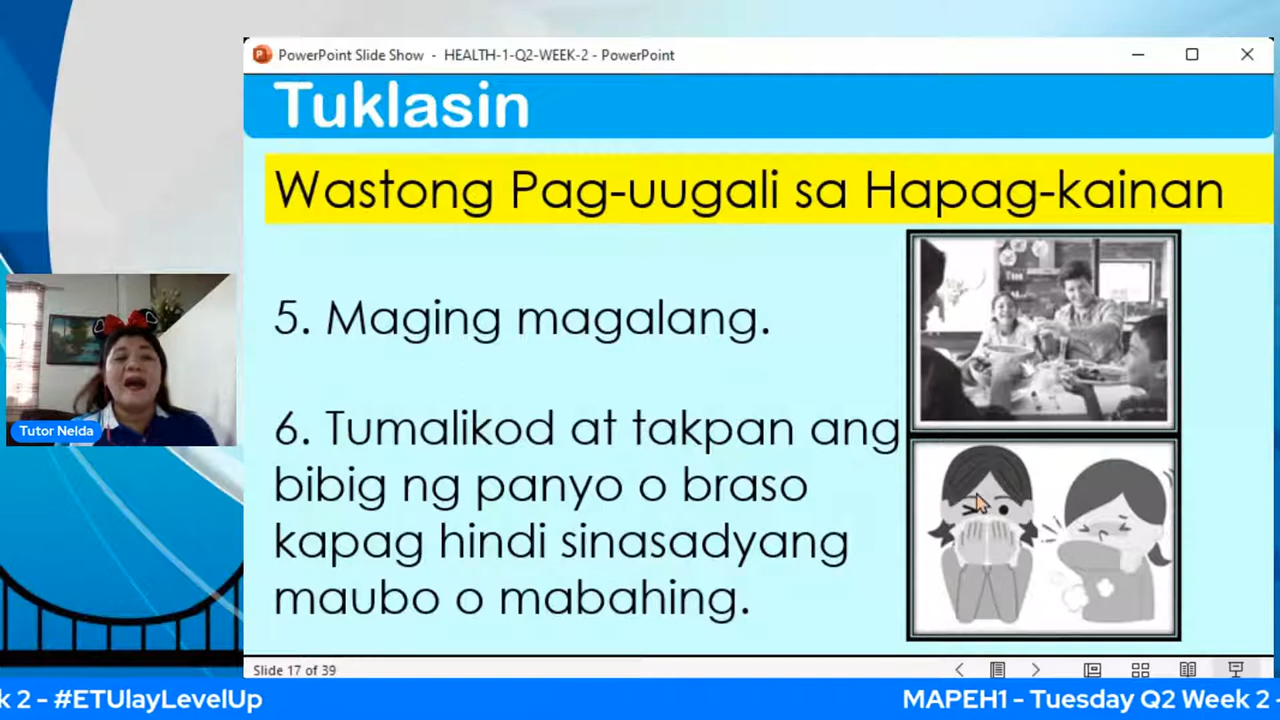 PowerPoint Slide Show - HEALTH-1-Q2-WEEK-2 - PowerPoint
Tuklasin
Wastong Pag-uugali sa Hapag-kainan
5. Maging magalang.
6. Tumalikod at takpan ang
bibig ng panyo o braso
kapag hindi sinasadyang
maubo o mabahing.
Tutor Nelda
Slide 17 of 39
k 2 - #ETUlayLevelUp
MAPEH1 - Tuesday Q2 Week 2 -